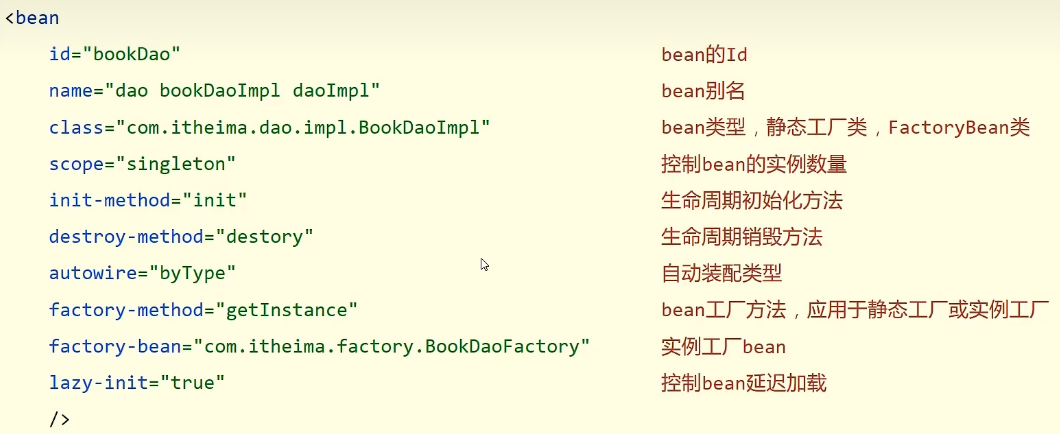 <bean
id="bookDao" bean的Id
name="dao bookDaoImpl daoImpl" bean别名
class="com.itheima.dao.impl.BookDaoImpl" bean类型，静态工厂类，FactoryBean类
scope="singleton" 控制bean的实例数量
init-method="init" 生命周期初始化方法
destroy-method="destory" 生命周期销毁方法
autowire="byType" 自动装配类型
factory-method="getInstance" bean工厂方法，应用于静态工厂或实例工厂
factory-bean="com.itheima.factory.BookDaoFactory" 实例工厂bean
lazy-init="true" 控制bean延迟加载
/>